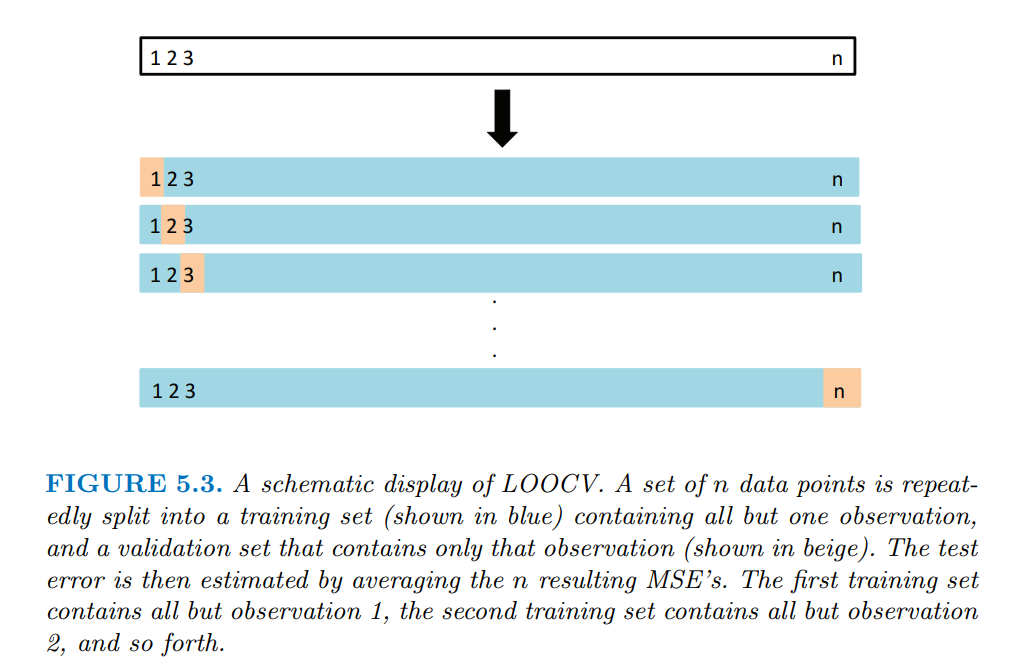 1 2 3 n
1 2 3 n
1 2 3 n
1 2 3 n
.
.
.
1 2 3 n
FIGURE 5.3. A schematic display of LOOCV. A set of n data points is repeat-
edly split into a training set (shown in blue) containing all but one observation,
and a validation set that contains only that observation (shown in beige). The test
error is then estimated by averaging the n resulting MSE's. The first training set
contains all but observation 1, the second training set contains all but observation
2, and so forth.